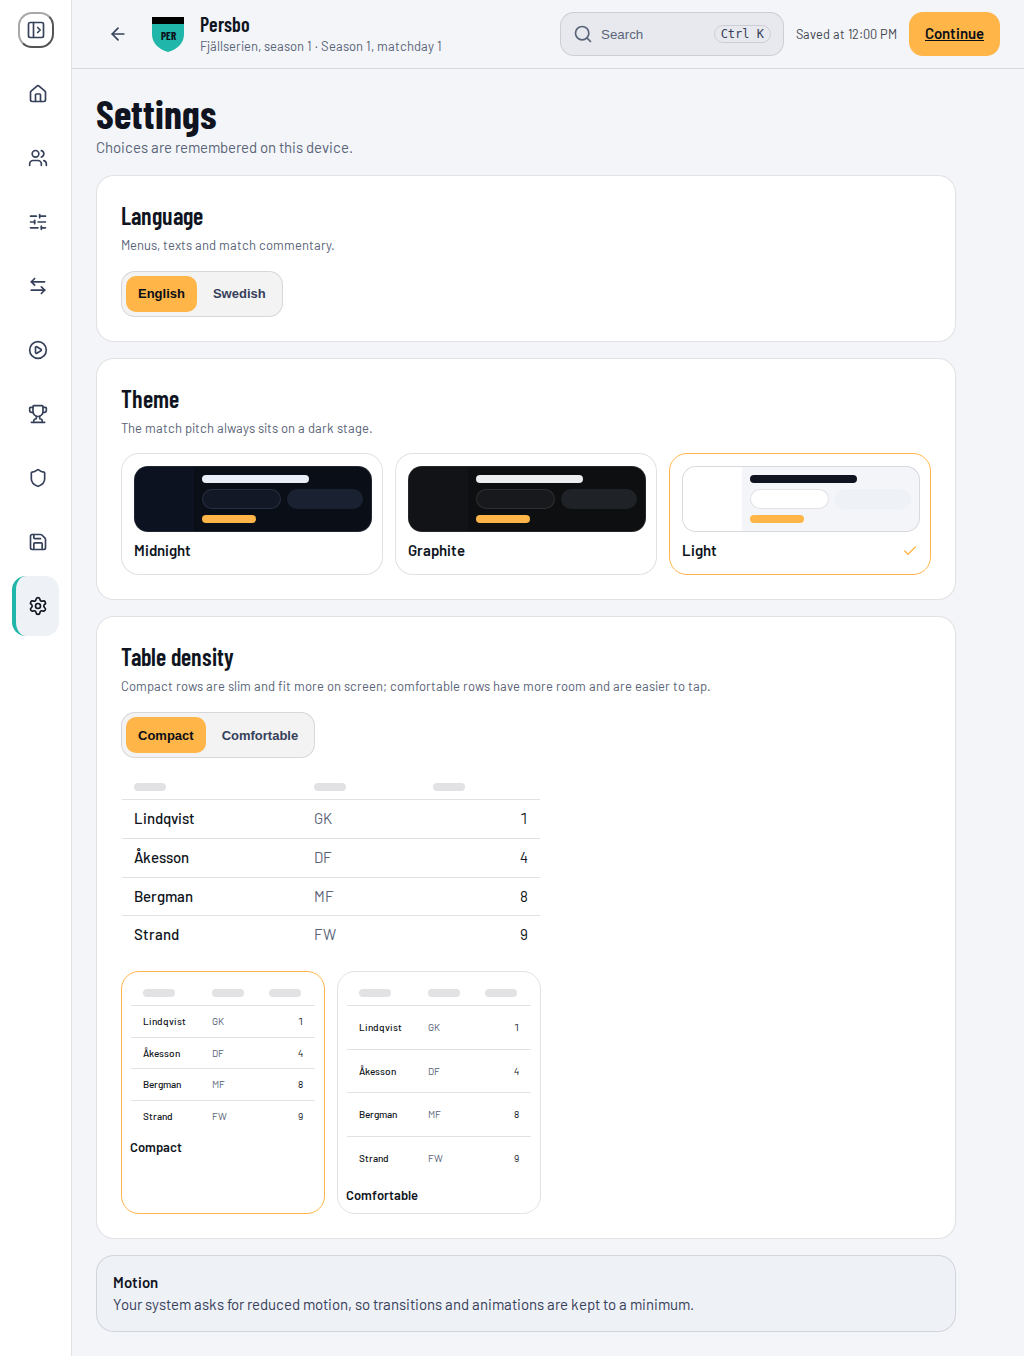 PER
Persbo
Fjällserien, season 1 · Season 1, matchday 1
Search
Ctrl K
Saved at 12:00 PM
Continue
Settings
Choices are remembered on this device.
Language
Menus, texts and match commentary.
English
Swedish
Theme
The match pitch always sits on a dark stage.
Midnight
Graphite
Light
Table density
Compact rows are slim and fit more on screen; comfortable rows have more room and are easier to tap.
Compact
Comfortable
Lindqvist GK 1
Åkesson DF 4
Bergman MF 8
Strand FW 9
Lindqvist GK 1
Åkesson DF 4
Bergman MF 8
Strand FW 9
Compact
Lindqvist GK 1
Åkesson DF 4
Bergman MF 8
Strand FW 9
Comfortable
Motion
Your system asks for reduced motion, so transitions and animations are kept to a minimum.